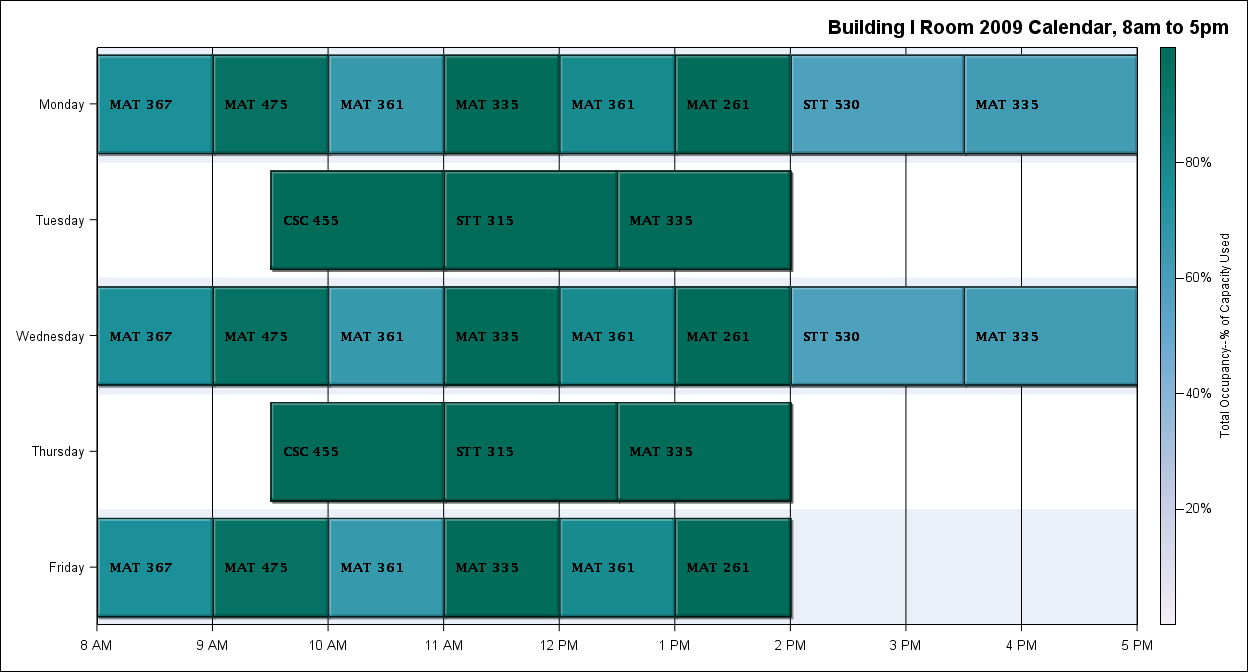 Building I Room 2009 Calendar, 8am to 5pm
Monday MAT 367 MAT 475 MAT 361 MAT 335 MAT 361 MAT 261 STT 530 MAT 335
Tuesday CSC 455 STT 315 MAT 335
Wednesday MAT 367 MAT 475 MAT 361 MAT 335 MAT 361 MAT 261 STT 530 MAT 335
Thursday CSC 455 STT 315 MAT 335
Friday MAT 367 MAT 475 MAT 361 MAT 335 MAT 361 MAT 261
8 AM 9 AM 10 AM 11 AM 12 PM 1 PM 2 PM 3 PM 4 PM 5 PM
80%
60%
40%
20%
Total Occupancy--% of Capacity Used